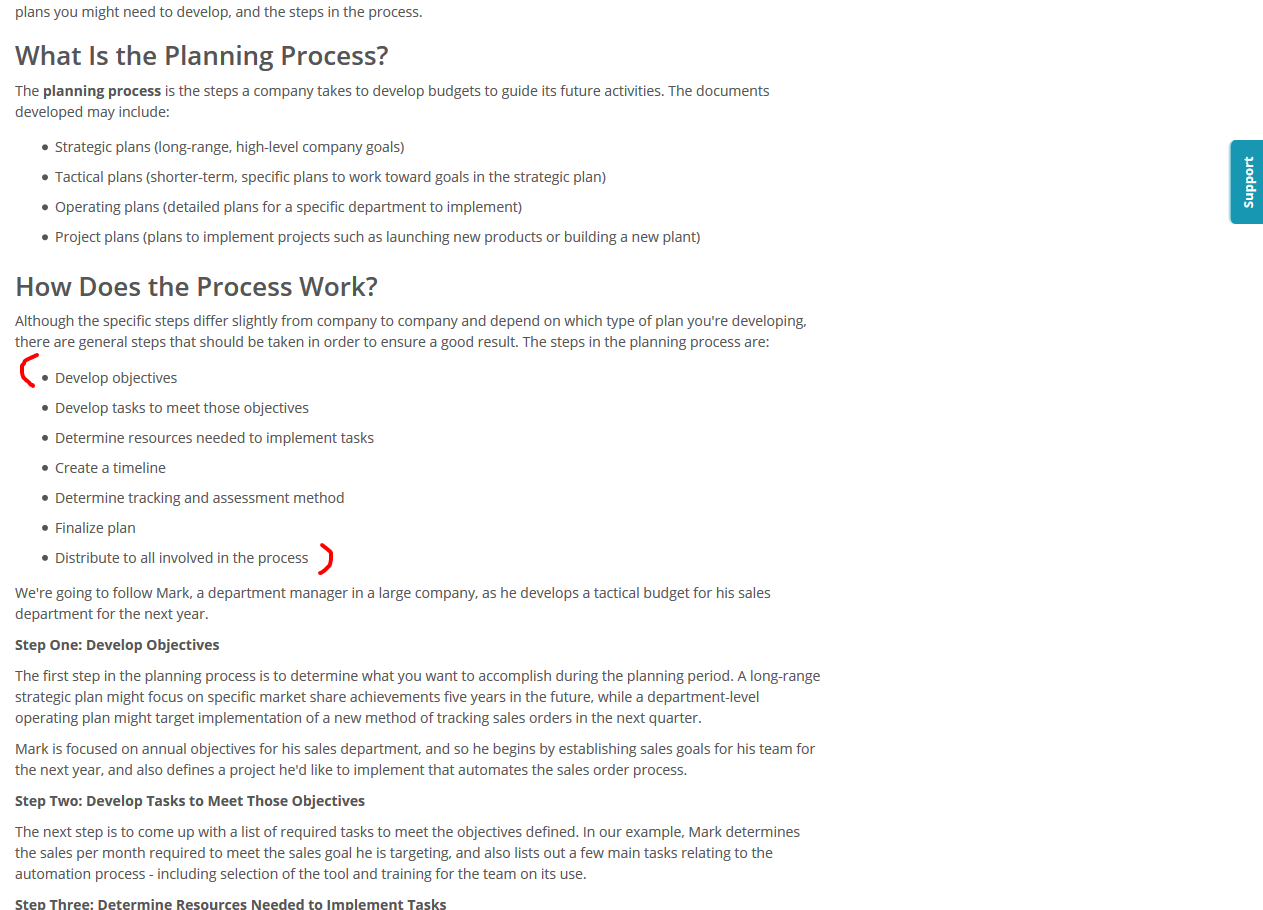 plans you might need to develop, and the steps in the process.
What Is the Planning Process?
The planning process is the steps a company takes to develop budgets to guide its future activities. The documents
developed may include:
• Strategic plans (long-range, high-level company goals)
• Tactical plans (shorter-term, specific plans to work toward goals in the strategic plan)
• Operating plans (detailed plans for a specific department to implement)
• Project plans (plans to implement projects such as launching new products or building a new plant)
Support
How Does the Process Work?
Although the specific steps differ slightly from company to company and depend on which type of plan you're developing,
there are general steps that should be taken in order to ensure a good result. The steps in the planning process are:
• Develop objectives
• Develop tasks to meet those objectives
• Determine resources needed to implement tasks
• Create a timeline
• Determine tracking and assessment method
• Finalize plan
• Distribute to all involved in the process
We're going to follow Mark, a department manager in a large company, as he develops a tactical budget for his sales
department for the next year.
Step One: Develop Objectives
The first step in the planning process is to determine what you want to accomplish during the planning period. A long-range
strategic plan might focus on specific market share achievements five years in the future, while a department-level
operating plan might target implementation of a new method of tracking sales orders in the next quarter.
Mark is focused on annual objectives for his sales department, and so he begins by establishing sales goals for his team for
the next year, and also defines a project he'd like to implement that automates the sales order process.
Step Two: Develop Tasks to Meet Those Objectives
The next step is to come up with a list of required tasks to meet the objectives defined. In our example, Mark determines
the sales per month required to meet the sales goal he is targeting, and also lists out a few main tasks relating to the
automation process - including selection of the tool and training for the team on its use.
Step Three: Determine Resources Needed to Implement Tasks